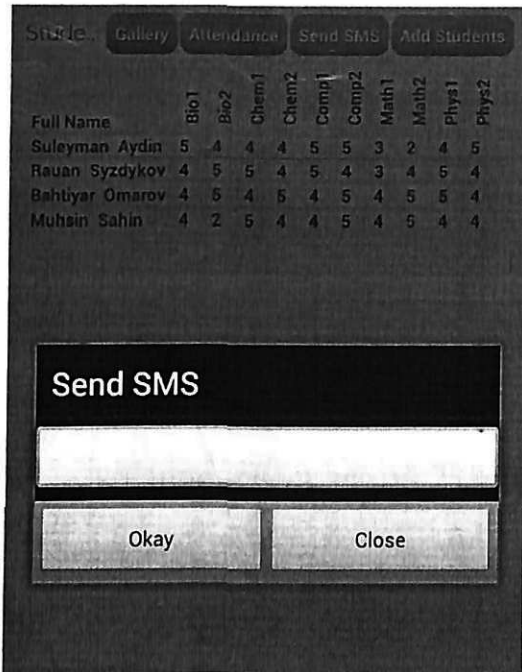 Stude.. Gallery Attendance Send SMS Add Students
Full Name Bio1 Bio2 Chem1 Chem2 Comp1 Comp2 Math1 Math2 Phys1 Phys2
Suleyman Aydin 5 4 4 4 5 5 3 2 4 5
Rauan Syzdykov 4 5 5 4 5 4 3 4 5 4
Bahtiyar Omarov 4 5 4 5 4 5 4 5 5 4
Muhsin Sahin 4 2 5 4 4 5 4 5 4 4
Send SMS
Okay Close